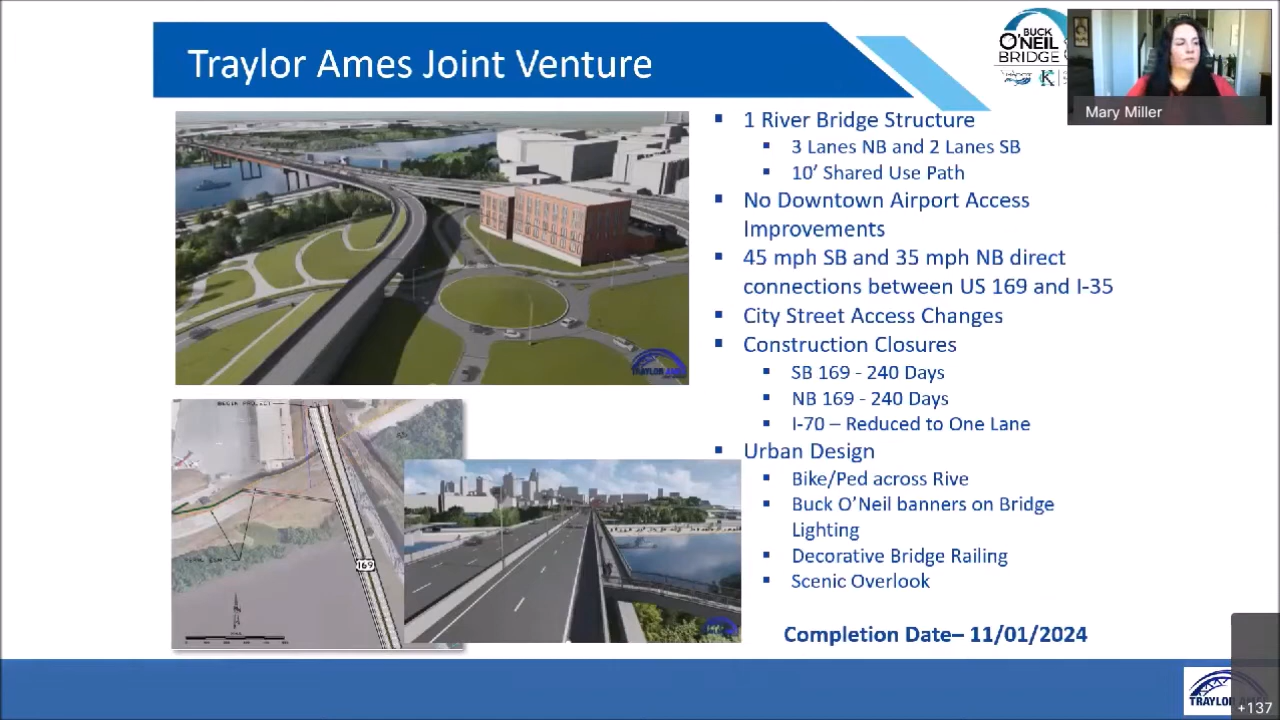 Traylor Ames Joint Venture
BUCK
O'NEIL
BRIDGE
K
Mary Miller
▪ 1 River Bridge Structure
▪ 3 Lanes NB and 2 Lanes SB
▪ 10’ Shared Use Path
▪ No Downtown Airport Access
Improvements
▪ 45 mph SB and 35 mph NB direct
connections between US 169 and I-35
▪ City Street Access Changes
▪ Construction Closures
▪ SB 169 - 240 Days
▪ NB 169 - 240 Days
▪ I-70 – Reduced to One Lane
▪ Urban Design
▪ Bike/Ped across Rive
▪ Buck O’Neil banners on Bridge
Lighting
▪ Decorative Bridge Railing
▪ Scenic Overlook
Completion Date– 11/01/2024
TRAYLOR AMES
169
TRAYLOR
+137